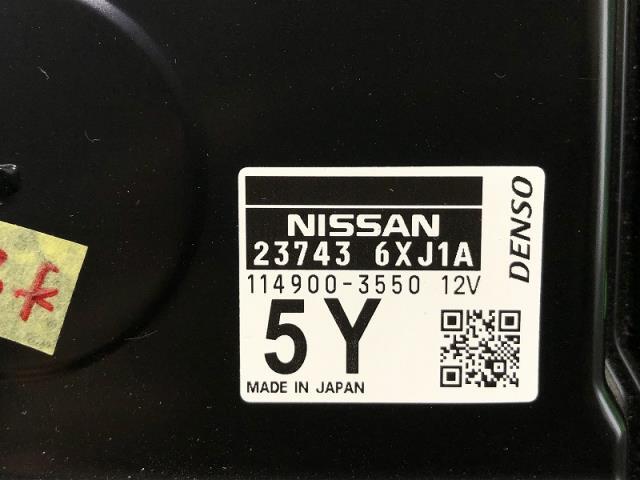 NISSAN
23743 6XJ1A
114900-3550 12V
5Y
MADE IN JAPAN
DENSO